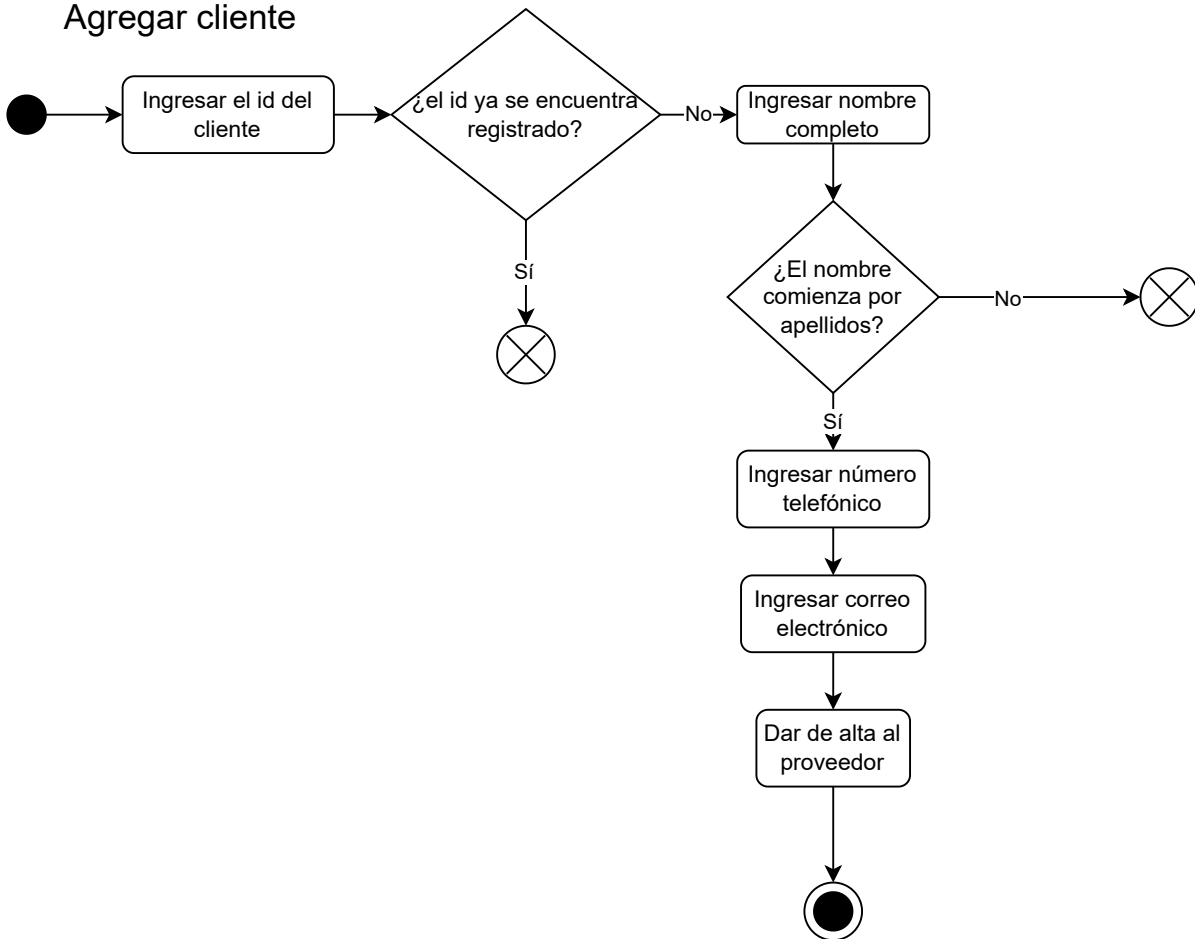 Agregar cliente
Ingresar el id del
cliente
¿el id ya se encuentra
registrado?
No
Ingresar nombre
completo
Sí
¿El nombre
comienza por
apellidos?
No
Sí
Ingresar número
telefónico
Ingresar correo
electrónico
Dar de alta al
proveedor